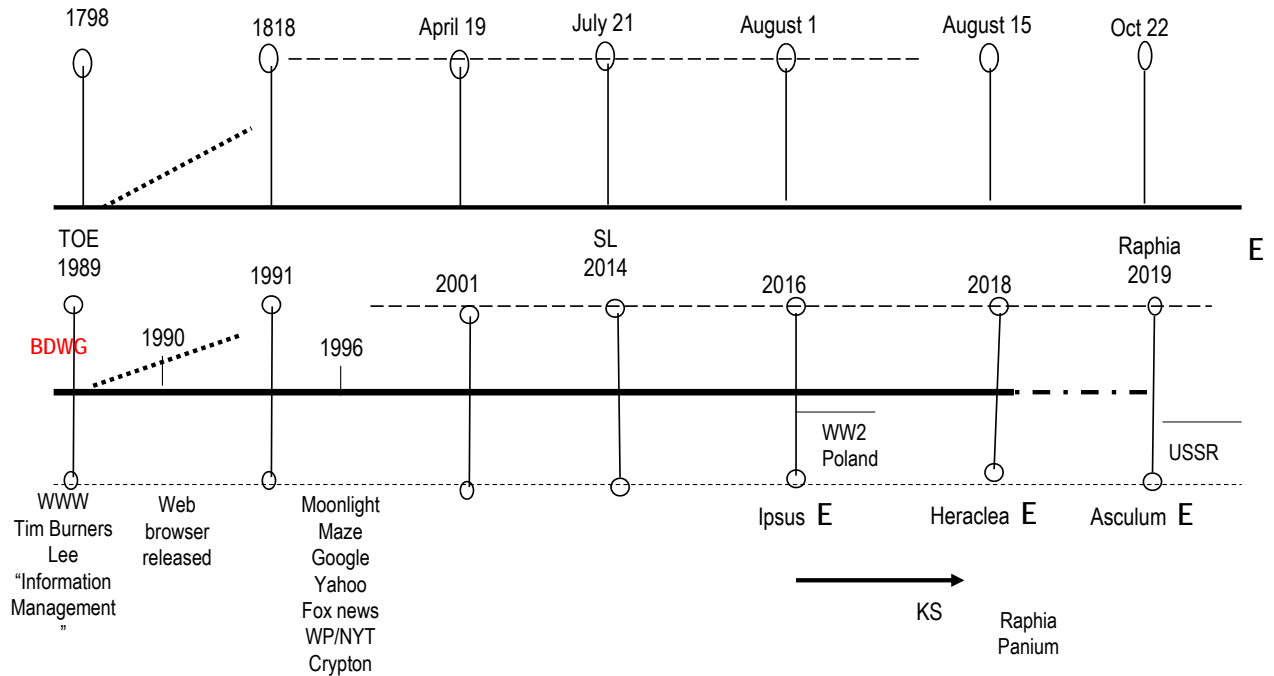 1798
1818
April 19
July 21
August 1
August 15
Oct 22
TOE
1989
1991
2001
SL
2014
2016
2018
Raphia
2019
E
BDWG
1990
1996
WW2
Poland
USSR
WWW
Tim Burners
Lee
“Information
Management
”
Web
browser
released
Moonlight
Maze
Google
Yahoo
Fox news
WP/NYT
Crypton
Ipsus E
Heraclea E
Asculum E
KS
Raphia
Panium